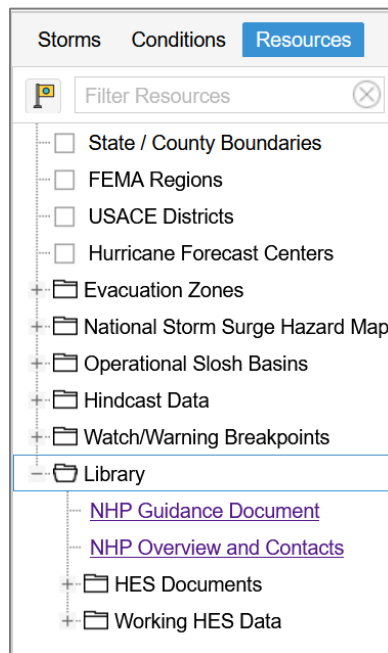 Storms Conditions Resources
Filter Resources
State / County Boundaries
FEMA Regions
USACE Districts
Hurricane Forecast Centers
Evacuation Zones
National Storm Surge Hazard Map
Operational Slosh Basins
Hindcast Data
Watch/Warning Breakpoints
Library
NHP Guidance Document
NHP Overview and Contacts
HES Documents
Working HES Data